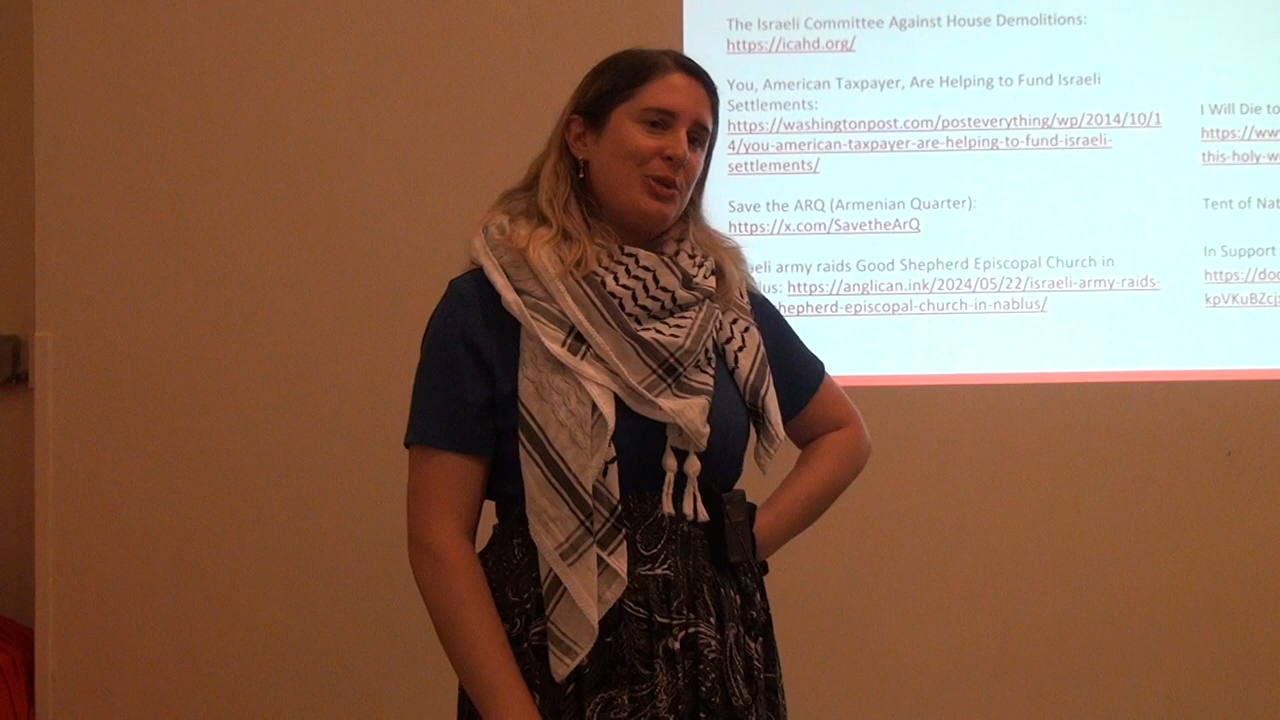 The Israeli Committee Against House Demolitions:
https://icahd.org/
You, American Taxpayer, Are Helping to Fund Israeli
Settlements:
https://washingtonpost.com/posteverything/wp/2014/10/1
4/you-american-taxpayer-are-helping-to-fund-israeli-
settlements/
Save the ARQ (Armenian Quarter):
https://x.com/SavetheArQ
aeli army raids Good Shepherd Episcopal Church in
lus: https://anglican.ink/2024/05/22/israeli-army-raids-
hepherd-episcopal-church-in-nablus/
I Will Die to
https://www
this-holy-w
Tent of Nat
In Support
https://doc
kpVKuBZcj